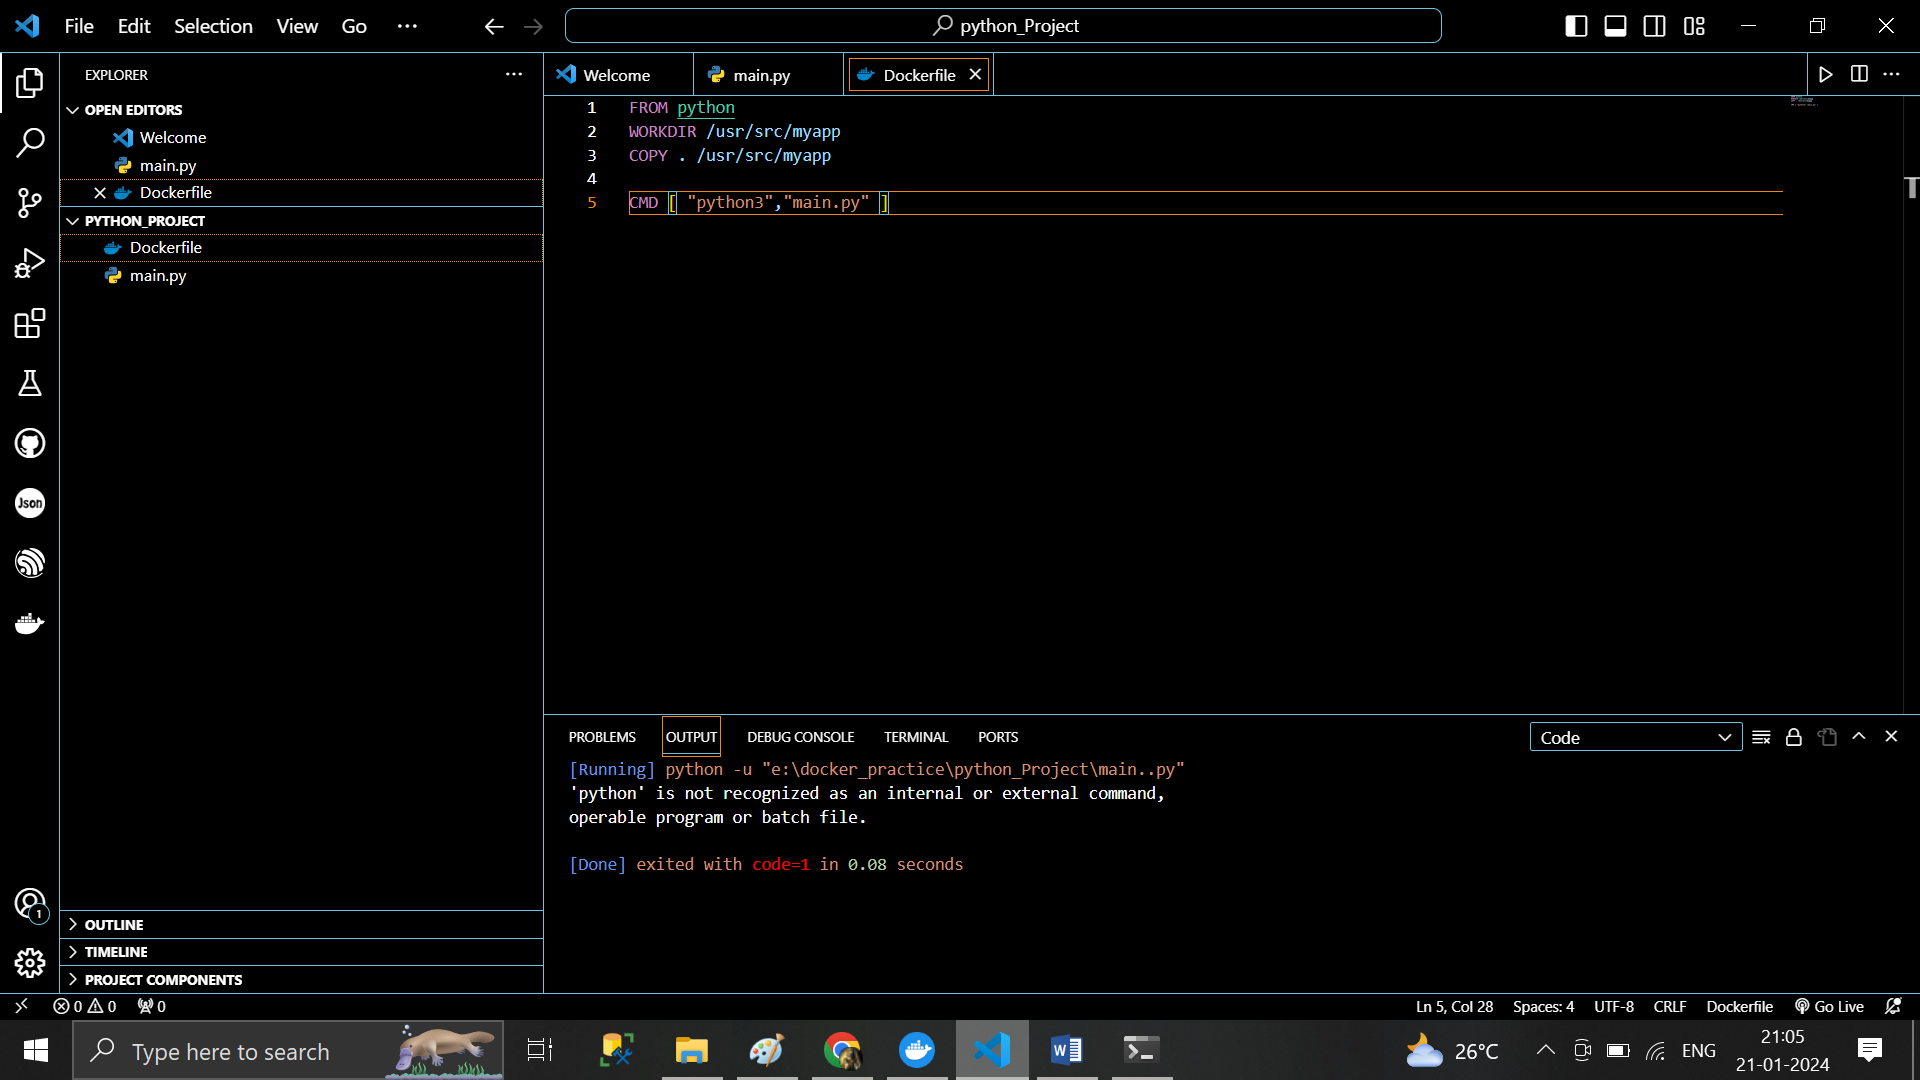 File Edit Selection View Go ···
python_Project
EXPLORER
OPEN EDITORS
Welcome
main.py
Dockerfile
PYTHON_PROJECT
Dockerfile
main.py
OUTLINE
TIMELINE
PROJECT COMPONENTS
Json
1
Welcome main.py Dockerfile
1 FROM python
2 WORKDIR /usr/src/myapp
3 COPY . /usr/src/myapp
4
5 CMD [ "python3","main.py" ]
PROBLEMS OUTPUT DEBUG CONSOLE TERMINAL PORTS Code
[Running] python -u "e:\docker_practice\python_Project\main..py"
'python' is not recognized as an internal or external command,
operable program or batch file.
[Done] exited with code=1 in 0.08 seconds
0 0 0 Ln 5, Col 28 Spaces: 4 UTF-8 CRLF Dockerfile Go Live
Type here to search 26°C ENG 21:05
21-01-2024